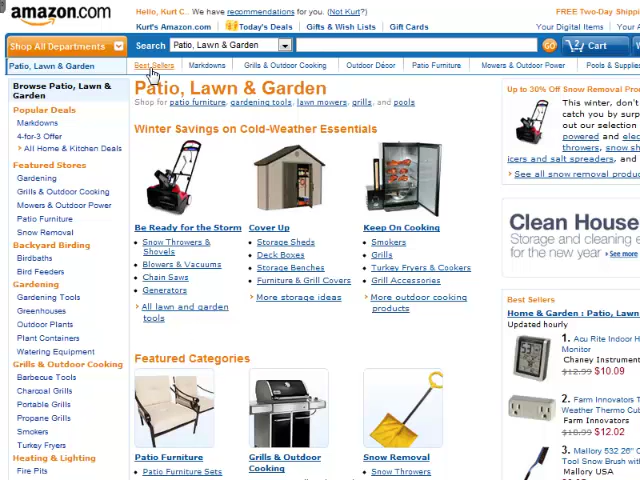 amazon.com
Hello, Kurt C.. We have recommendations for you. (Not Kurt?)
FREE Two-Day
Kurt's Amazon.com
Today's Deals
Gifts & Wish Lists
Gift Cards
Your Digital Items
Your
Shop All Departments
Search
Patio, Lawn & Garden
GO
Cart
Patio, Lawn & Garden
Best Sellers
Markdowns
Grills & Outdoor Cooking
Outdoor Décor
Patio Furniture
Mowers & Outdoor Power
Pools & Supplies
Browse Patio, Lawn &
Garden
Popular Deals
Markdowns
4-for-3 Offer
All Home & Kitchen Deals
Featured Stores
Gardening
Grills & Outdoor Cooking
Mowers & Outdoor Power
Patio Furniture
Snow Removal
Backyard Birding
Birdbaths
Bird Feeders
Gardening
Gardening Tools
Greenhouses
Outdoor Plants
Plant Containers
Watering Equipment
Grills & Outdoor Cooking
Barbecue Tools
Charcoal Grills
Portable Grills
Propane Grills
Smokers
Turkey Fryers
Heating & Lighting
Fire Pits
Patio, Lawn & Garden
Shop for patio furniture, gardening tools, lawn mowers, grills, and pools
Winter Savings on Cold-Weather Essentials
Be Ready for the Storm
Snow Throwers &
Shovels
Blowers & Vacuums
Chain Saws
Generators
All lawn and garden
tools
Cover Up
Storage Sheds
Deck Boxes
Storage Benches
Furniture & Grill Covers
More storage ideas
Keep On Cooking
Smokers
Grills
Turkey Fryers & Cookers
Grill Accessories
More outdoor cooking
products
Featured Categories
Patio Furniture
Patio Furniture Sets
Grills & Outdoor
Cooking
Snow Removal
Snow Throwers
Up to 30% Off Snow Removal
This winter, don't
catch you by surp
out our selection
powered and elec
throwers, snow sh
icers and salt spreaders, and
See all snow removal produc
Clean House
Storage and cleaning e
for the new year
See more
Best Sellers
Home & Garden : Patio, Lawn
Updated hourly
1. Acu Rite Indoor H
Monitor
Chaney Instrument
$12.99 $10.09
2. Farm Innovators T
Weather Thermo Cub
Farm Innovators
$18.99 $12.02
3. Mallory 532 26" C
Tool Snow Brush wit
Mallory USA